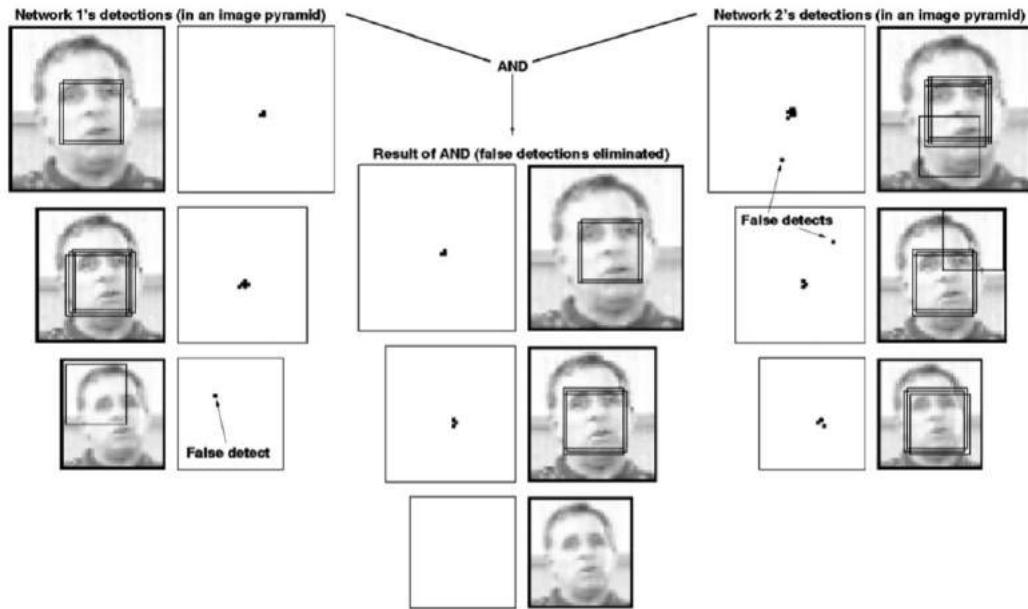 Network 1's detections (in an image pyramid)
Network 2's detections (in an image pyramid)
AND
Result of AND (false detections eliminated)
False detects
False detect